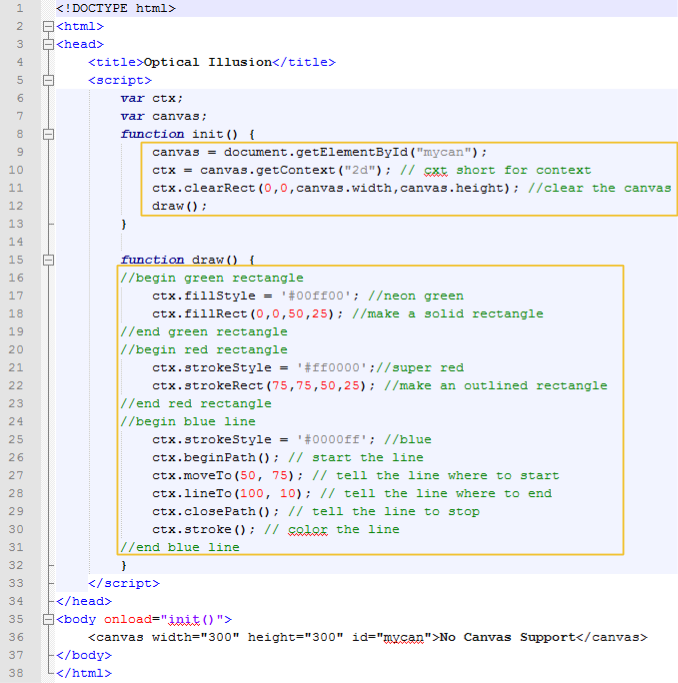 1 <!DOCTYPE html>
2 <html>
3 <head>
4 <title>Optical Illusion</title>
5 <script>
6 var ctx;
7 var canvas;
8 function init() {
9 canvas = document.getElementById("mycan");
10 ctx = canvas.getContext("2d"); // cxt short for context
11 ctx.clearRect(0,0,canvas.width,canvas.height); //clear the canvas
12 draw();
13 }
14
15 function draw() {
16 //begin green rectangle
17 ctx.fillStyle = '#00ff00'; //neon green
18 ctx.fillRect(0,0,50,25); //make a solid rectangle
19 //end green rectangle
20 //begin red rectangle
21 ctx.strokeStyle = '#ff0000';//super red
22 ctx.strokeRect(75,75,50,25); //make an outlined rectangle
23 //end red rectangle
24 //begin blue line
25 ctx.strokeStyle = '#0000ff'; //blue
26 ctx.beginPath(); // start the line
27 ctx.moveTo(50, 75); // tell the line where to start
28 ctx.lineTo(100, 10); // tell the line where to end
29 ctx.closePath(); // tell the line to stop
30 ctx.stroke(); // color the line
31 //end blue line
32 }
33 </script>
34 </head>
35 <body onload="init()">
36 <canvas width="300" height="300" id="mycan">No Canvas Support</canvas>
37 </body>
38 </html>